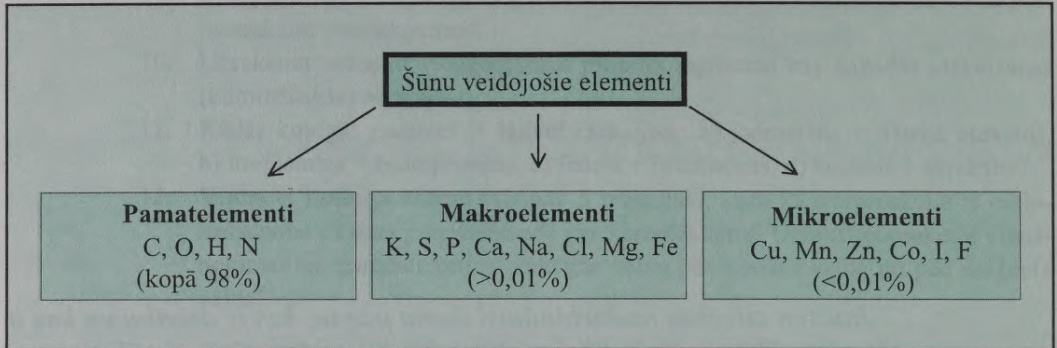 Šūnu veidojošie elementi
Pamatelementi
C, O, H, N
(kopā 98%)
Makroelementi
K, S, P, Ca, Na, Cl, Mg, Fe
(>0,01%)
Mikroelementi
Cu, Mn, Zn, Co, I, F
(<0,01%)